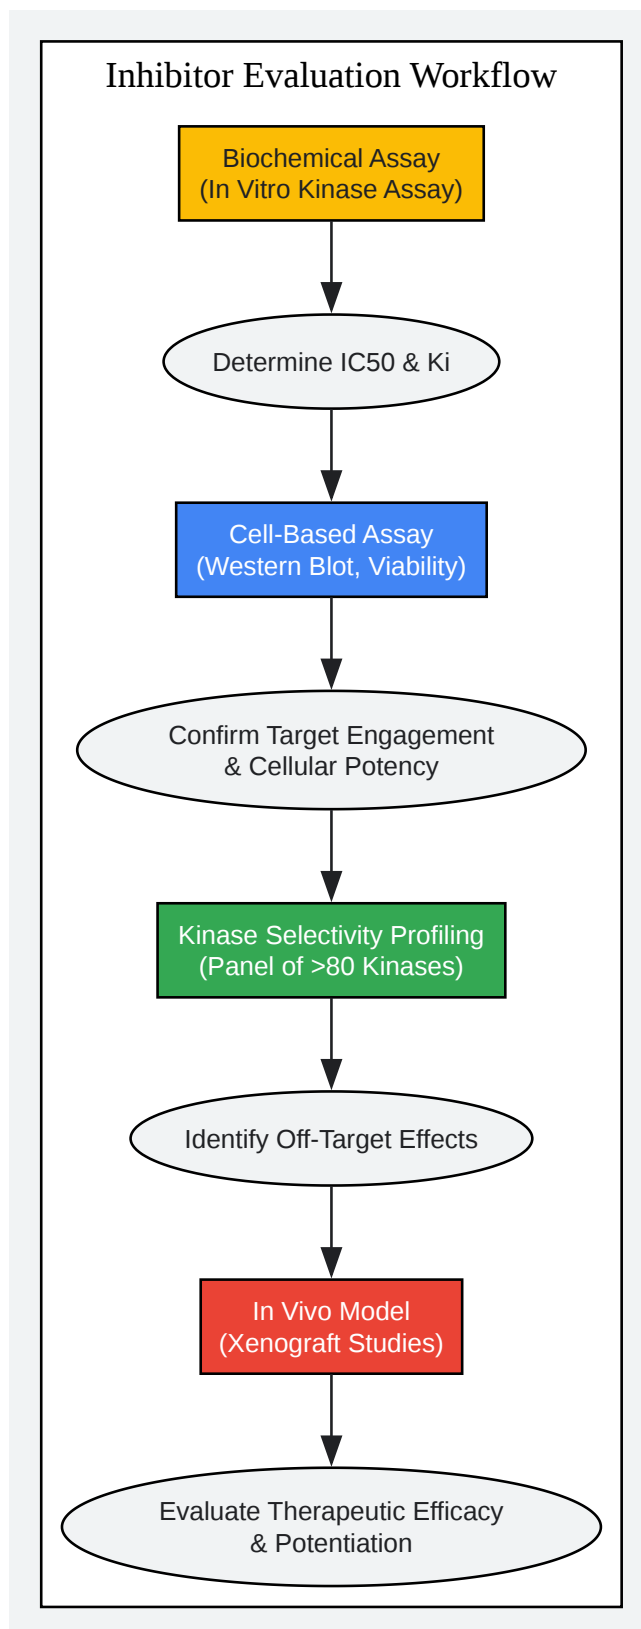 Inhibitor Evaluation Workflow
Biochemical Assay
(In Vitro Kinase Assay)
Determine IC50 & Ki
Cell-Based Assay
(Western Blot, Viability)
Confirm Target Engagement
& Cellular Potency
Kinase Selectivity Profiling
(Panel of >80 Kinases)
Identify Off-Target Effects
In Vivo Model
(Xenograft Studies)
Evaluate Therapeutic Efficacy
& Potentiation